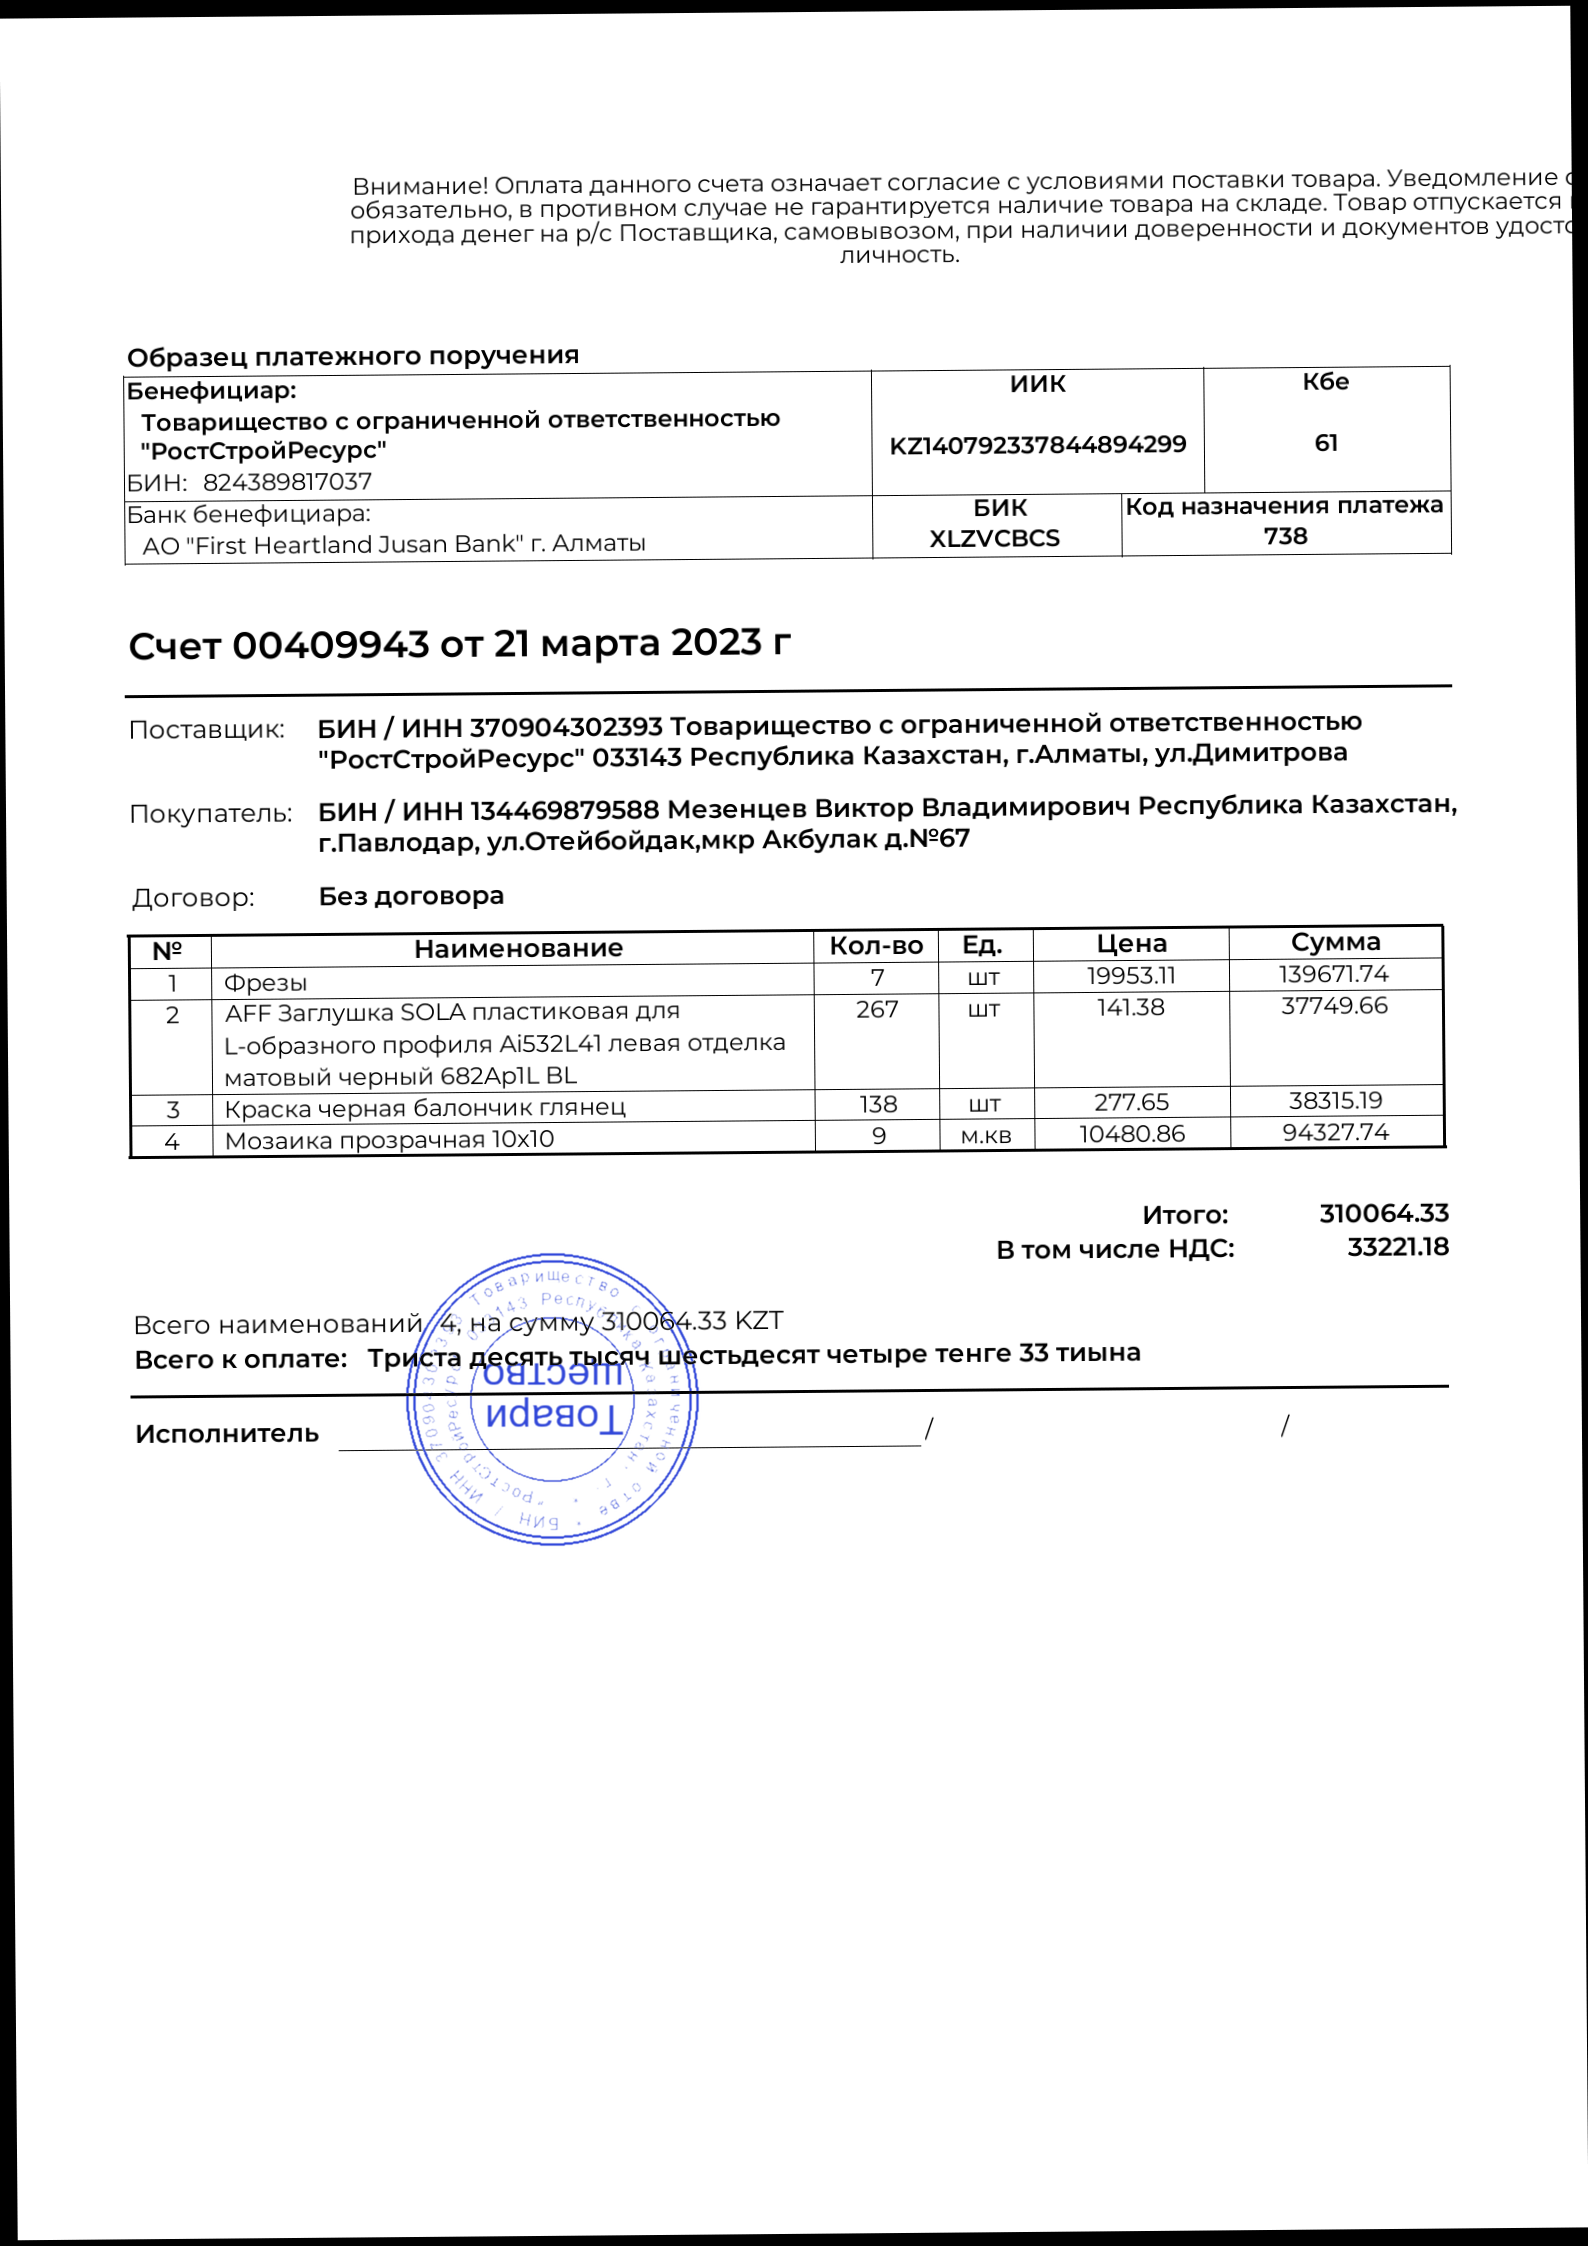 Внимание! Оплата данного счета означает согласие с условиями поставки товара. Уведомление
обязательно, в противном случае не гарантируется наличие товара на складе. Товар отпускается
прихода денег на р/с Поставщика, самовывозом, при наличии доверенности и документов удосто
личность.
Образец платежного поручения
Бенефициар: ИИК Кбе
Товарищество с ограниченной ответственностью
"РостСтройРесурс" KZ140792337844894299 61
БИН: 824389817037
Банк бенефициара: БИК Код назначения платежа
АО "First Heartland Jusan Bank" г. Алматы XLZVCBCS 738
Счет 00409943 от 21 марта 2023 г
Поставщик: БИН / ИНН 370904302393 Товарищество с ограниченной ответственностью
"РостСтройРесурс" 033143 Республика Казахстан, г.Алматы, ул.Димитрова
Покупатель: БИН / ИНН 134469879588 Мезенцев Виктор Владимирович Республика Казахстан,
г.Павлодар, ул.Отейбойдак,мкр Акбулак д.№67
Договор: Без договора
№ Наименование Кол-во Ед. Цена Сумма
1 Фрезы 7 шт 19953.11 139671.74
2 AFF Заглушка SOLA пластиковая для 267 шт 141.38 37749.66
L-образного профиля Ai532L41 левая отделка
матовый черный 682Ap1L BL
3 Краска черная балончик глянец 138 шт 277.65 38315.19
4 Мозаика прозрачная 10x10 9 м.кв 10480.86 94327.74
Итого: 310064.33
В том числе НДС: 33221.18
Всего наименований 4, на сумму 310064.33 KZT
Всего к оплате: Триста десять тысяч шестьдесят четыре тенге 33 тиына
Исполнитель / /
БИН / ИНН 370904302393 Товарищество с ограниченной отве
"РостСтройРесурс" 033143 Республика Казахстан, г.
Товари
щество